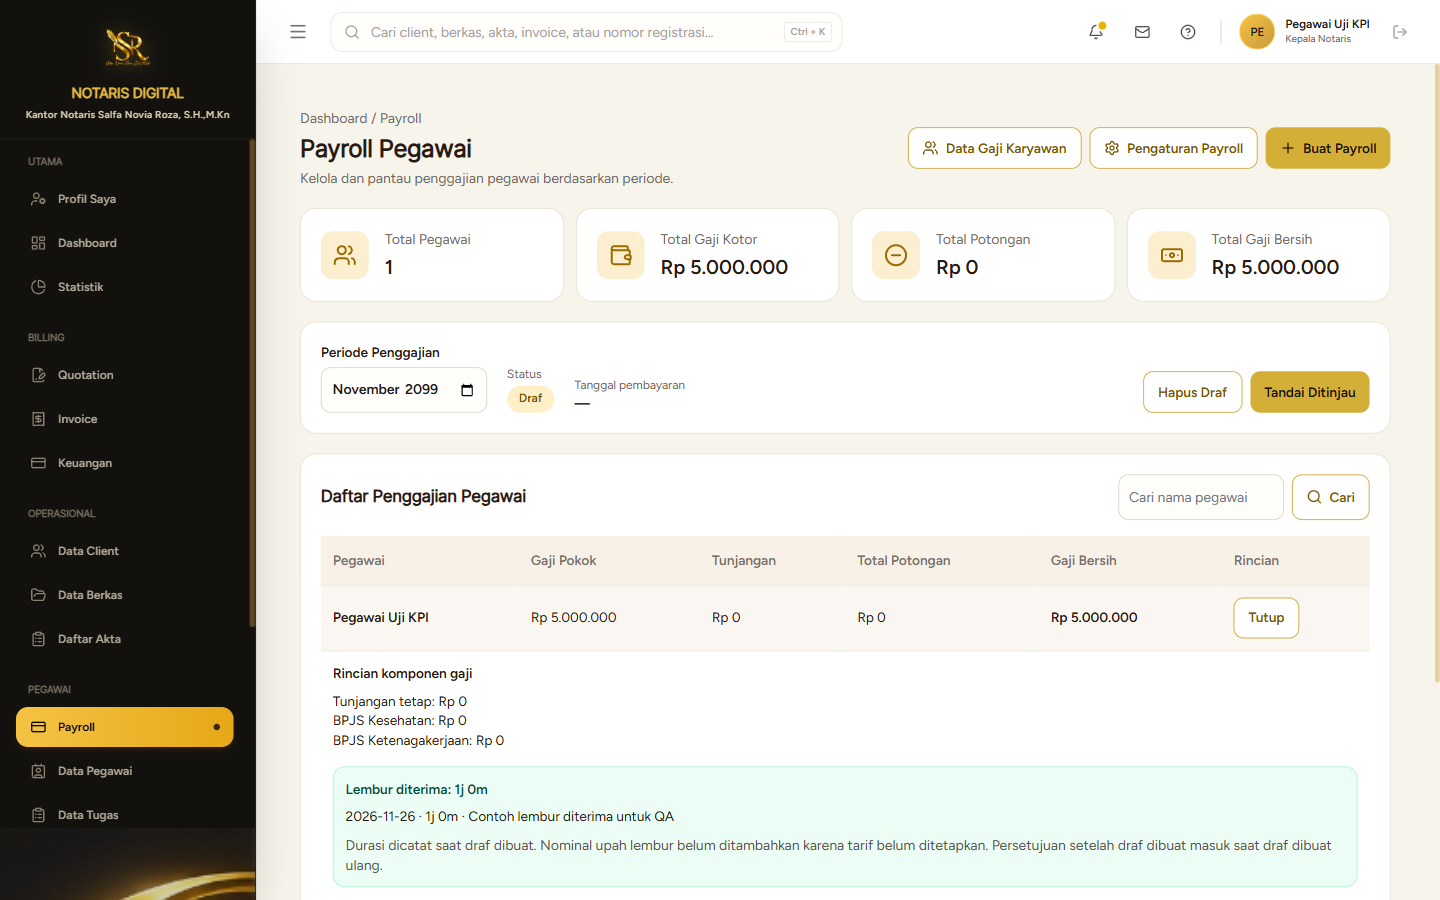 NOTARIS DIGITAL
Kantor Notaris Salfa Novia Roza, S.H.,M.Kn
UTAMA
Profil Saya
Dashboard
Statistik
BILLING
Quotation
Invoice
Keuangan
OPERASIONAL
Data Client
Data Berkas
Daftar Akta
PEGAWAI
Payroll
Data Pegawai
Data Tugas
Cari client, berkas, akta, invoice, atau nomor registrasi...
Ctrl + K
PE
Pegawai Uji KPI
Kepala Notaris
Dashboard / Payroll
Payroll Pegawai
Kelola dan pantau penggajian pegawai berdasarkan periode.
Data Gaji Karyawan
Pengaturan Payroll
Buat Payroll
Total Pegawai
1
Total Gaji Kotor
Rp 5.000.000
Total Potongan
Rp 0
Total Gaji Bersih
Rp 5.000.000
Periode Penggajian
November 2099
Status
Draf
Tanggal pembayaran
—
Hapus Draf
Tandai Ditinjau
Daftar Penggajian Pegawai
Cari nama pegawai
Cari
Pegawai Gaji Pokok Tunjangan Total Potongan Gaji Bersih Rincian
Pegawai Uji KPI Rp 5.000.000 Rp 0 Rp 0 Rp 5.000.000 Tutup
Rincian komponen gaji
Tunjangan tetap: Rp 0
BPJS Kesehatan: Rp 0
BPJS Ketenagakerjaan: Rp 0
Lembur diterima: 1j 0m
2026-11-26 · 1j 0m · Contoh lembur diterima untuk QA
Durasi dicatat saat draf dibuat. Nominal upah lembur belum ditambahkan karena tarif belum ditetapkan. Persetujuan setelah draf dibuat masuk saat draf dibuat
ulang.